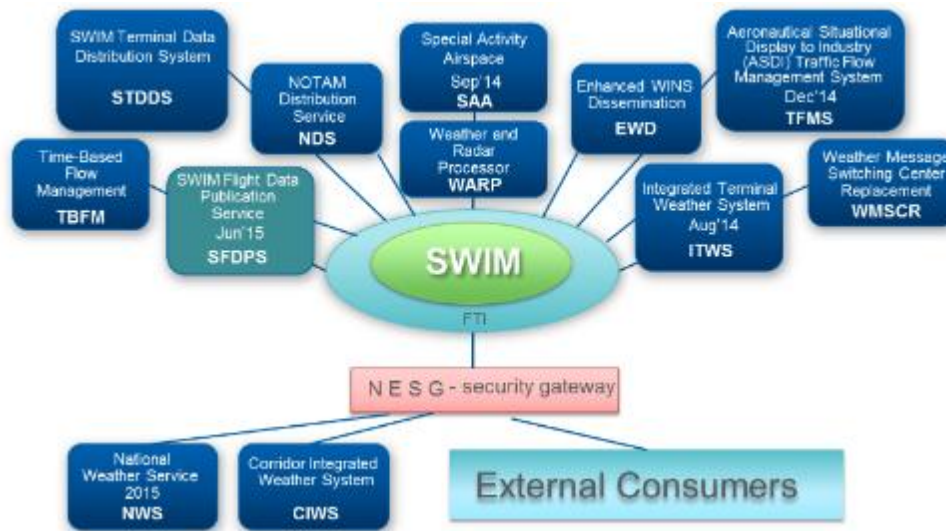 SWIM Terminal Data
Distribution System
STDDS
NOTAM
Distribution
Service
NDS
Special Activity
Airspace
Sep'14
SAA
Enhanced WINS
Dissemination
EWD
Aeronautical Situational
Display to Industry
(ASDI) Traffic Flow
Management System
Dec'14
TFMS
Time-Based
Flow
Management
TBFM
SWIM Flight Data
Publication
Service
Jun'15
SFDPS
Weather and
Radar
Processor
WARP
Integrated Terminal
Weather System
Aug'14
ITWS
Weather Message
Switching Center
Replacement
WMSCR
SWIM
FTI
NESG - security gateway
National
Weather Service
2015
NWS
Corridor Integrated
Weather System
CIWS
External Consumers